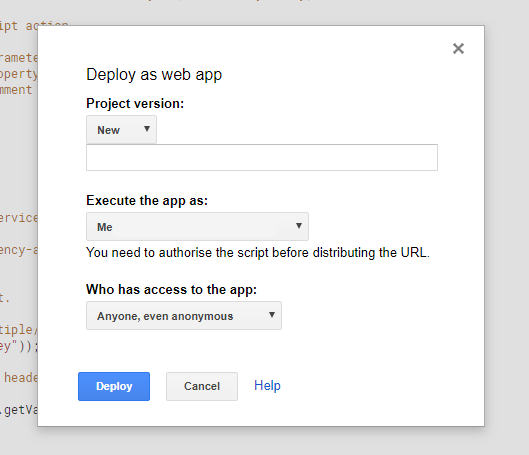 ipt action
Deploy as web app
Project version:
New
Execute the app as:
Me
You need to authorise the script before distributing the URL.
Who has access to the app:
Anyone, even anonymous
Deploy Cancel Help
ramete
operty
mment
ervice
ency-a
t.
tiple/
ey"));
heade
.getVa